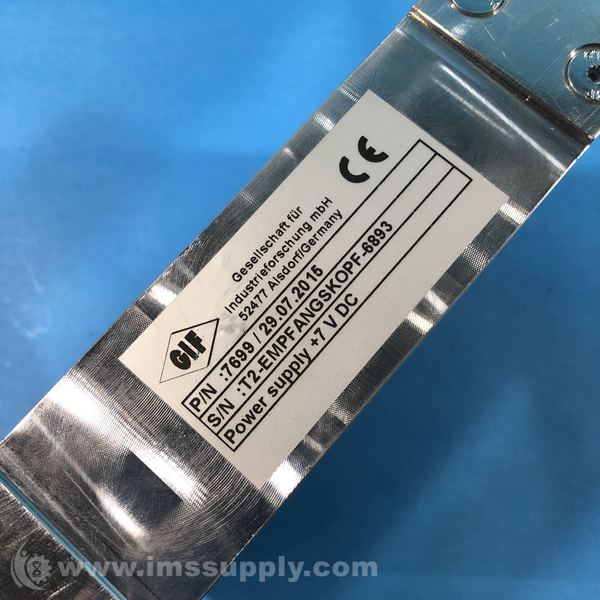 GIF
Gesellschaft für
Industrieforschung mbH
52477 Alsdorf/Germany
CE
P/N :7699 / 29.07.2015
S/N :T2-EMPFANGSKOPF-6893
Power supply +7 V DC
www.imssupply.com